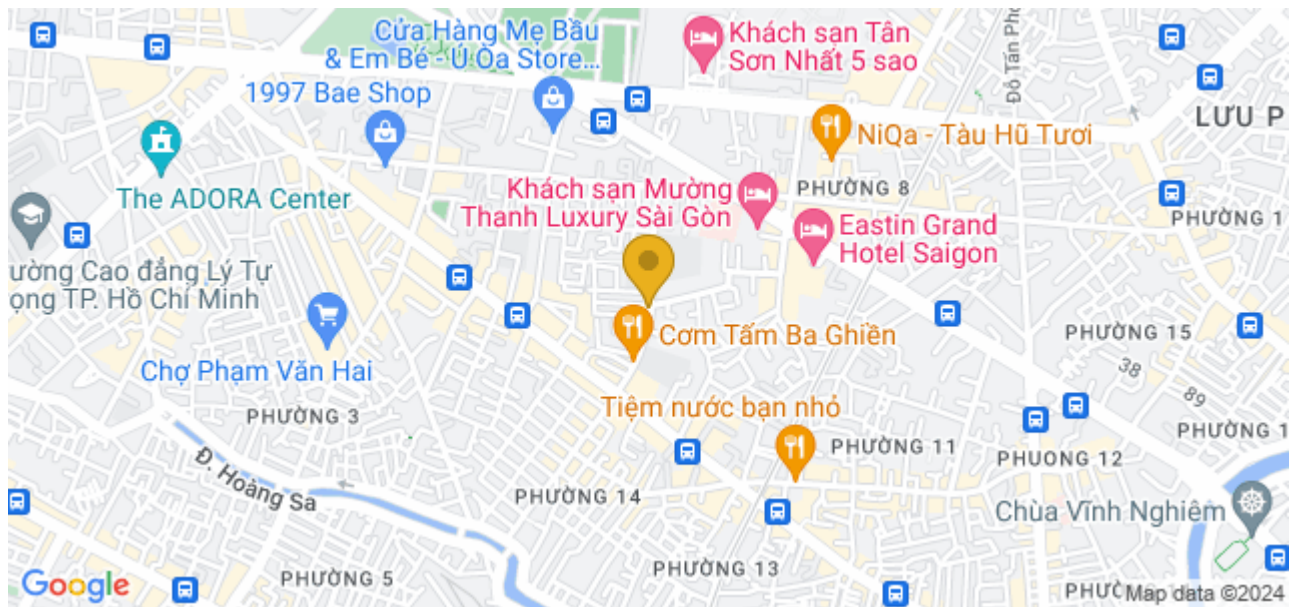 Cửa Hàng Mẹ Bầu
& Em Bé - Ú Òa Store...
Khách sạn Tân
Sơn Nhất 5 sao
Đỗ Tấn Pho
1997 Bae Shop
LƯU P
NiQa - Tàu Hũ Tươi
The ADORA Center
Khách sạn Mường
Thanh Luxury Sài Gòn
PHƯỜNG 8
PHƯỜNG 1
Eastin Grand
Hotel Saigon
ường Cao đẳng Lý Tự
ọng TP. Hồ Chí Minh
Cơm Tấm Ba Ghiền
PHƯỜNG 15
38
89
Chợ Phạm Văn Hai
PHƯỜNG 3
Tiệm nước bạn nhỏ
PHƯỜNG 11
PHƯỜNG 1
PHUONG 12
Đ. Hoàng Sa
PHƯỜNG 14
Chùa Vĩnh Nghiêm
PHƯỜNG 13
PHƯỜNG 5
Google
PHƯỜ
Map data ©2024